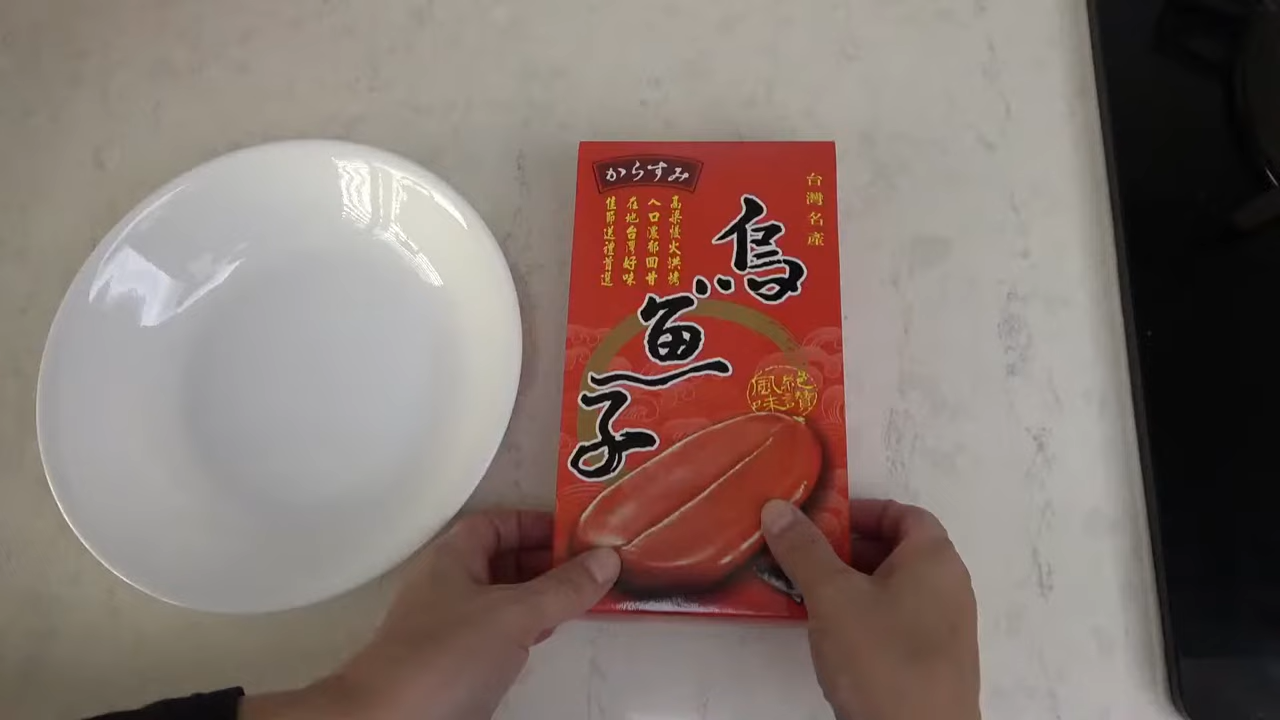 からすみ
台灣名產
烏魚子
高粱慢火烘烤
入口濃郁回甘
在地台灣好味
佳節送禮首選
絕讚
風味